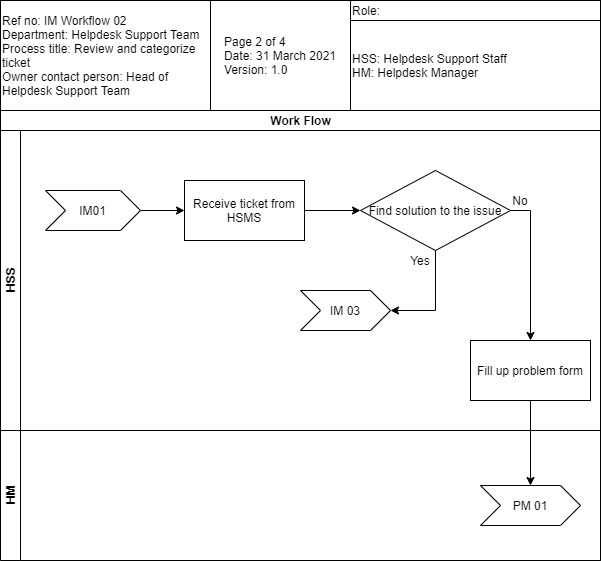 Ref no: IM Workflow 02
Department: Helpdesk Support Team
Process title: Review and categorize
ticket
Owner contact person: Head of
Helpdesk Support Team
Page 2 of 4
Date: 31 March 2021
Version: 1.0
Role:
HSS: Helpdesk Support Staff
HM: Helpdesk Manager
Work Flow
HSS
IM01
Receive ticket from
HSMS
Find solution to the issue
No
Yes
IM 03
Fill up problem form
HM
PM 01